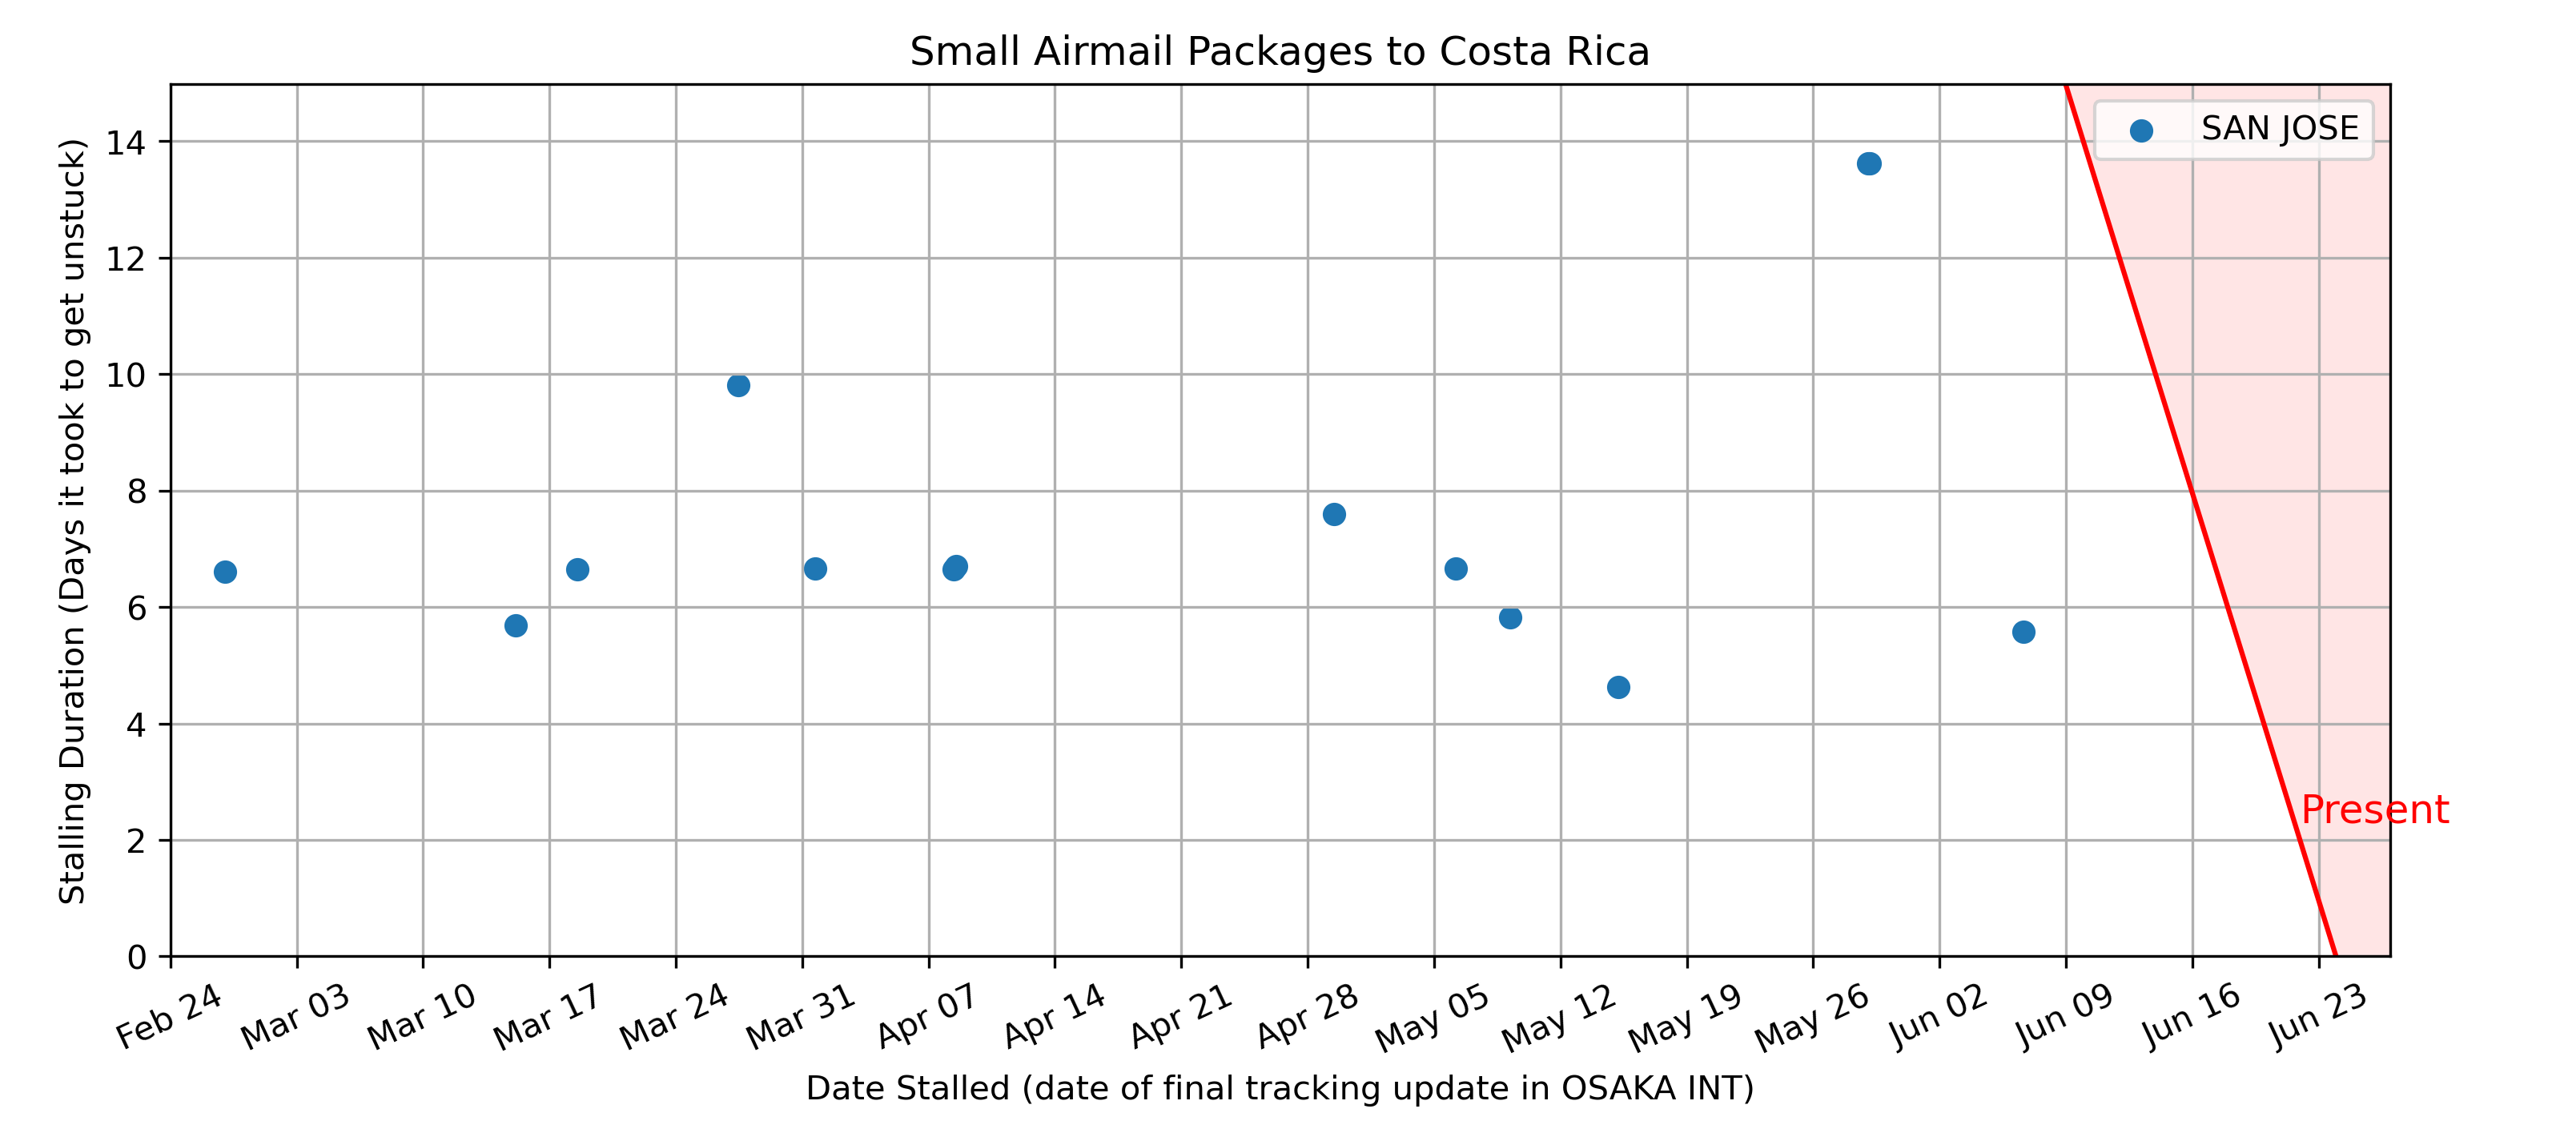 Small Airmail Packages to Costa Rica
SAN JOSE
Stalling Duration (Days it took to get unstuck)
14
12
10
8
6
4
2
0
Present
Feb 24
Mar 03
Mar 10
Mar 17
Mar 24
Mar 31
Apr 07
Apr 14
Apr 21
Apr 28
May 05
May 12
May 19
May 26
Jun 02
Jun 09
Jun 16
Jun 23
Date Stalled (date of final tracking update in OSAKA INT)